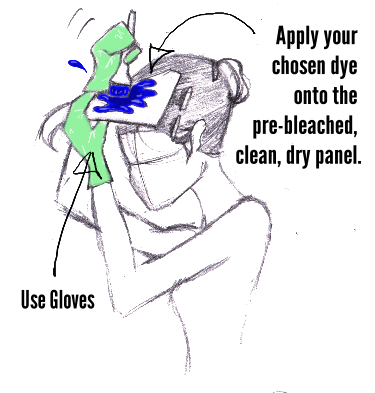 Apply your
chosen dye
onto the
pre-bleached,
clean, dry panel.
Use Gloves